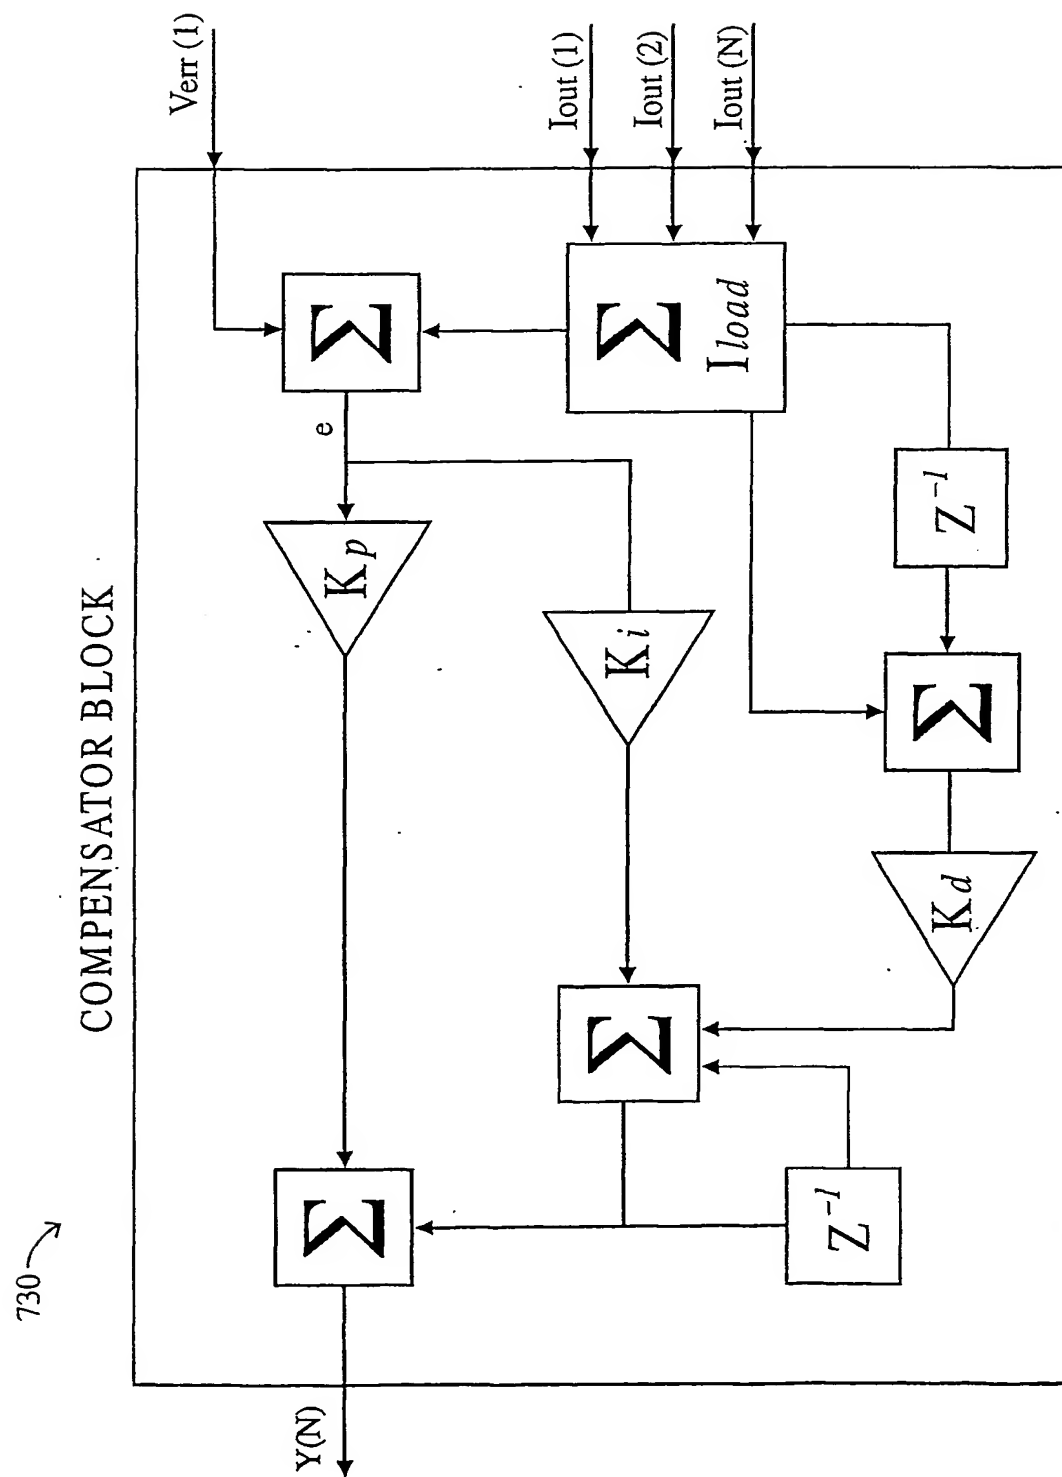 730
COMPENSATOR BLOCK
Verr (1)
Iout (1)
Iout (2)
Iout (N)
Σ
e
Σ
Iload
Kp
Ki
Z⁻¹
Σ
Kd
Σ
Z⁻¹
Σ
Y(N)